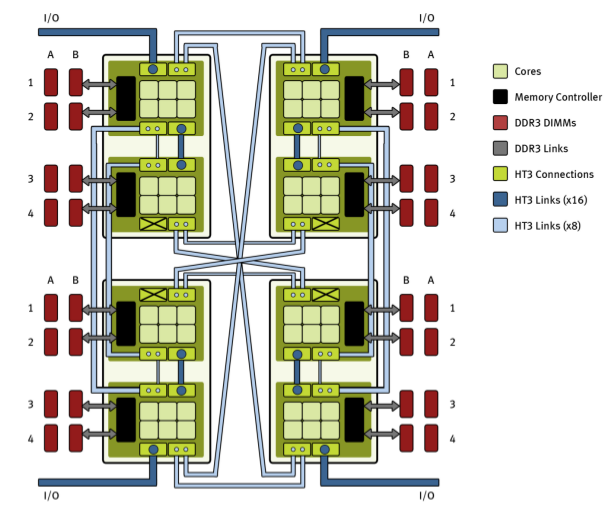 I/O
I/O
A B
B A
1
1
2
2
3
3
4
4
Cores
Memory Controller
DDR3 DIMMs
DDR3 Links
HT3 Connections
HT3 Links (x16)
HT3 Links (x8)
A B
B A
1
1
2
2
3
3
4
4
I/O
I/O